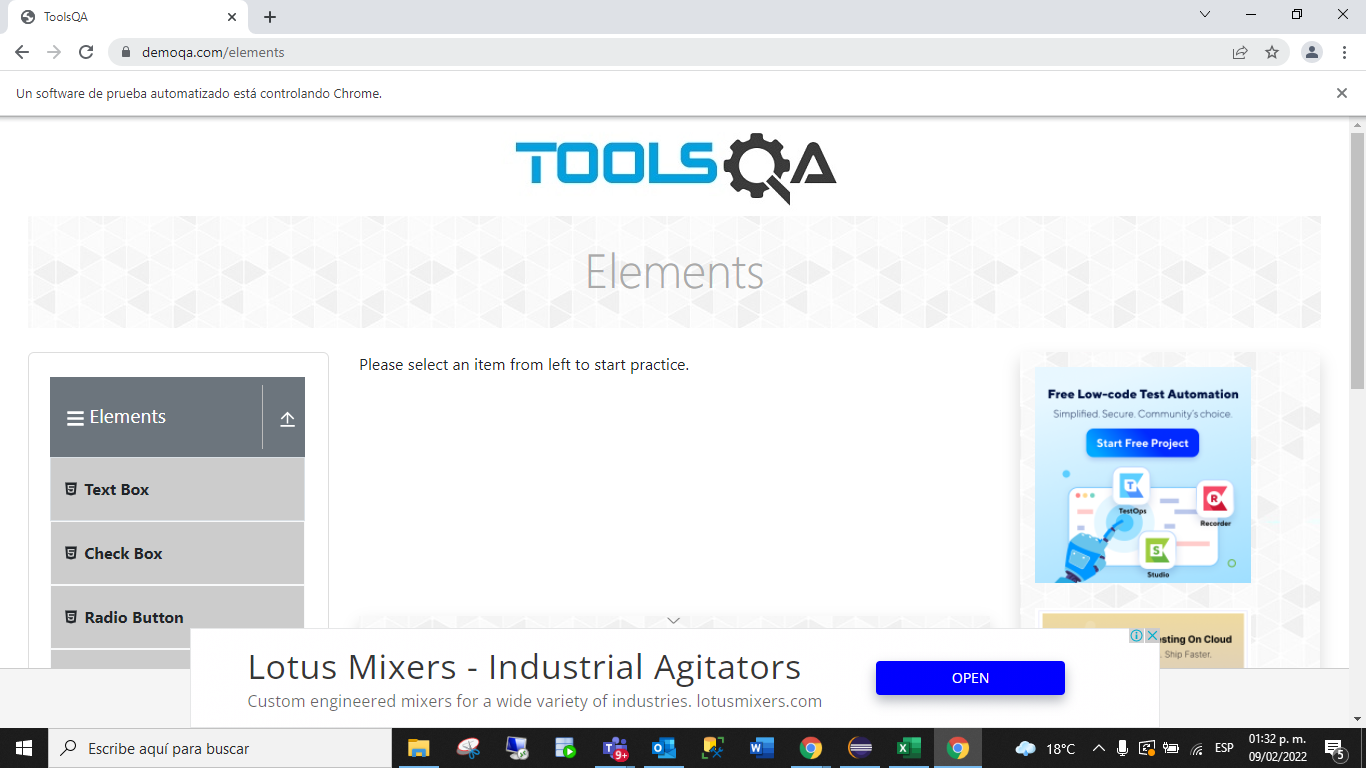 ToolsQA
demoqa.com/elements
Un software de prueba automatizado está controlando Chrome.
TOOLSQA
Elements
Elements
Text Box
Check Box
Radio Button
Please select an item from left to start practice.
Free Low-code Test Automation
Simplified. Secure. Community's choice.
Start Free Project
TestOps
Recorder
Studio
esting On Cloud
. Ship Faster.
Lotus Mixers - Industrial Agitators
Custom engineered mixers for a wide variety of industries. lotusmixers.com
OPEN
Escribe aquí para buscar
9+
18°C
ESP
01:32 p. m.
09/02/2022
5